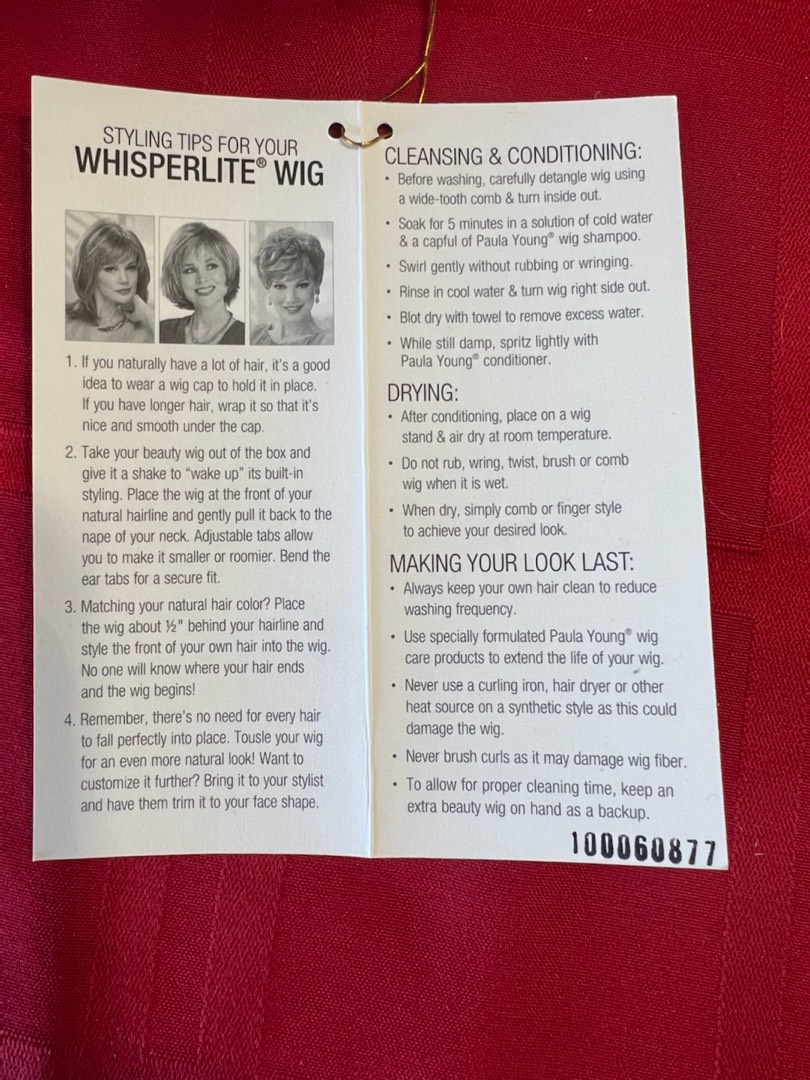 STYLING TIPS FOR YOUR
WHISPERLITE® WIG
1. If you naturally have a lot of hair, it's a good
idea to wear a wig cap to hold it in place.
If you have longer hair, wrap it so that it's
nice and smooth under the cap.
2. Take your beauty wig out of the box and
give it a shake to "wake up" its built-in
styling. Place the wig at the front of your
natural hairline and gently pull it back to the
nape of your neck. Adjustable tabs allow
you to make it smaller or roomier. Bend the
ear tabs for a secure fit.
3. Matching your natural hair color? Place
the wig about ½" behind your hairline and
style the front of your own hair into the wig.
No one will know where your hair ends
and the wig begins!
4. Remember, there's no need for every hair
to fall perfectly into place. Tousle your wig
for an even more natural look! Want to
customize it further? Bring it to your stylist
and have them trim it to your face shape.
CLEANSING & CONDITIONING:
• Before washing, carefully detangle wig using
a wide-tooth comb & turn inside out.
• Soak for 5 minutes in a solution of cold water
& a capful of Paula Young® wig shampoo.
• Swirl gently without rubbing or wringing.
• Rinse in cool water & turn wig right side out.
• Blot dry with towel to remove excess water.
• While still damp, spritz lightly with
Paula Young® conditioner.
DRYING:
• After conditioning, place on a wig
stand & air dry at room temperature.
• Do not rub, wring, twist, brush or comb
wig when it is wet.
• When dry, simply comb or finger style
to achieve your desired look.
MAKING YOUR LOOK LAST:
• Always keep your own hair clean to reduce
washing frequency.
• Use specially formulated Paula Young® wig
care products to extend the life of your wig.
• Never use a curling iron, hair dryer or other
heat source on a synthetic style as this could
damage the wig.
• Never brush curls as it may damage wig fiber.
• To allow for proper cleaning time, keep an
extra beauty wig on hand as a backup.
100060877